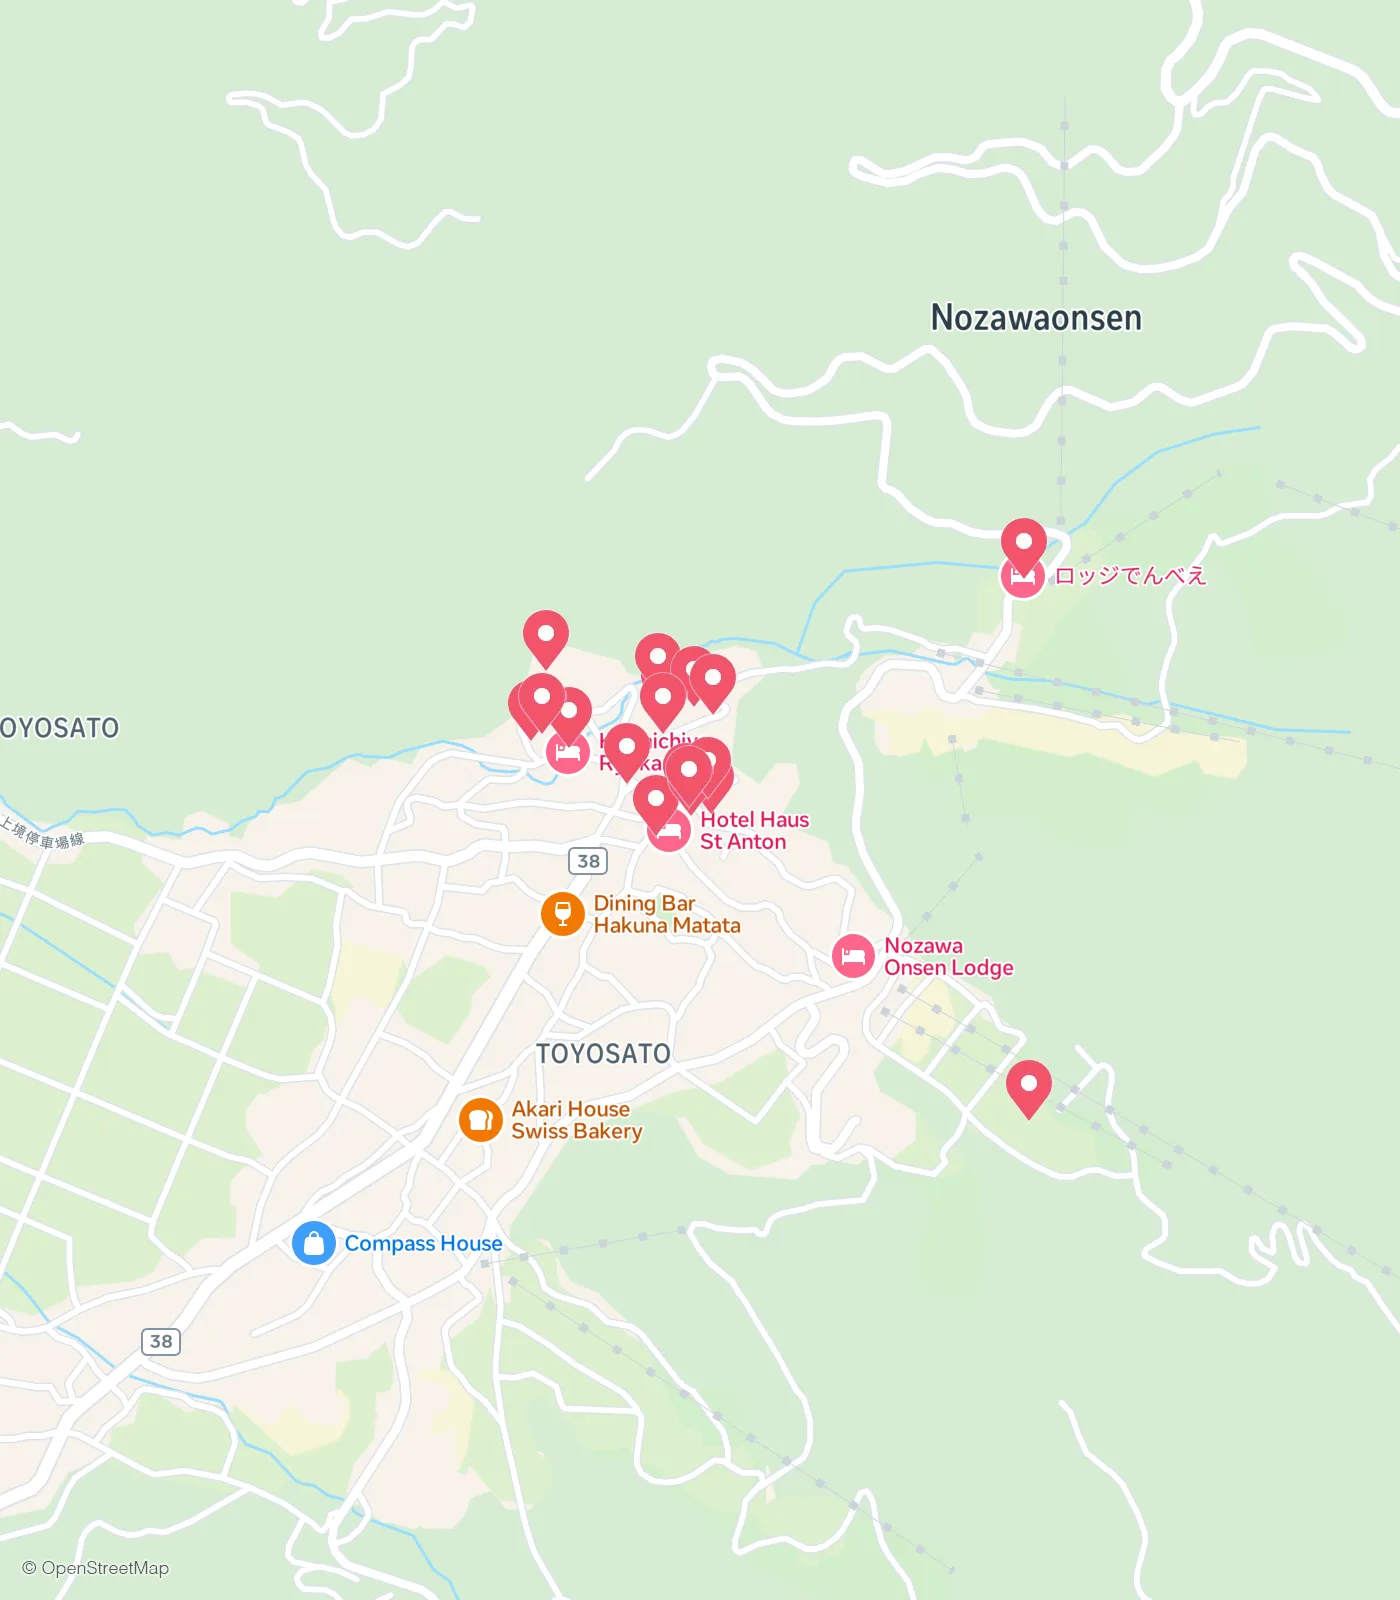 Nozawaonsen
ロッジでんべえ
OYOSATO
上境停車場線
Hotel Haus
St Anton
38
Dining Bar
Hakuna Matata
Nozawa
Onsen Lodge
TOYOSATO
Akari House
Swiss Bakery
Compass House
38
© OpenStreetMap